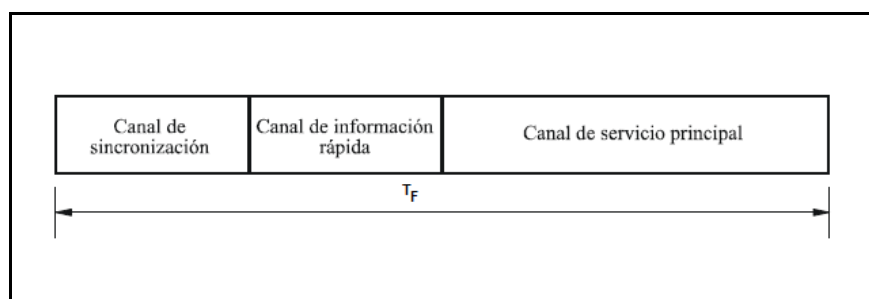 Canal de
sincronización
Canal de información
rápida
Canal de servicio principal
TF